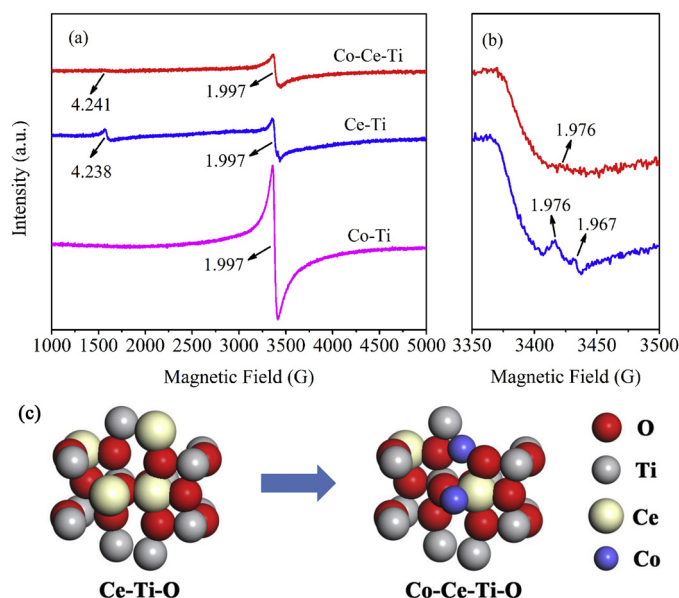 (a)
Co-Ce-Ti
4.241
1.997
Ce-Ti
4.238
1.997
Co-Ti
1.997
Intensity (a.u.)
1000 1500 2000 2500 3000 3500 4000 4500 5000
Magnetic Field (G)
(b)
1.976
1.976
1.967
3350 3400 3450 3500
Magnetic Field (G)
(c)
O
Ti
Ce
Co
Ce-Ti-O
Co-Ce-Ti-O